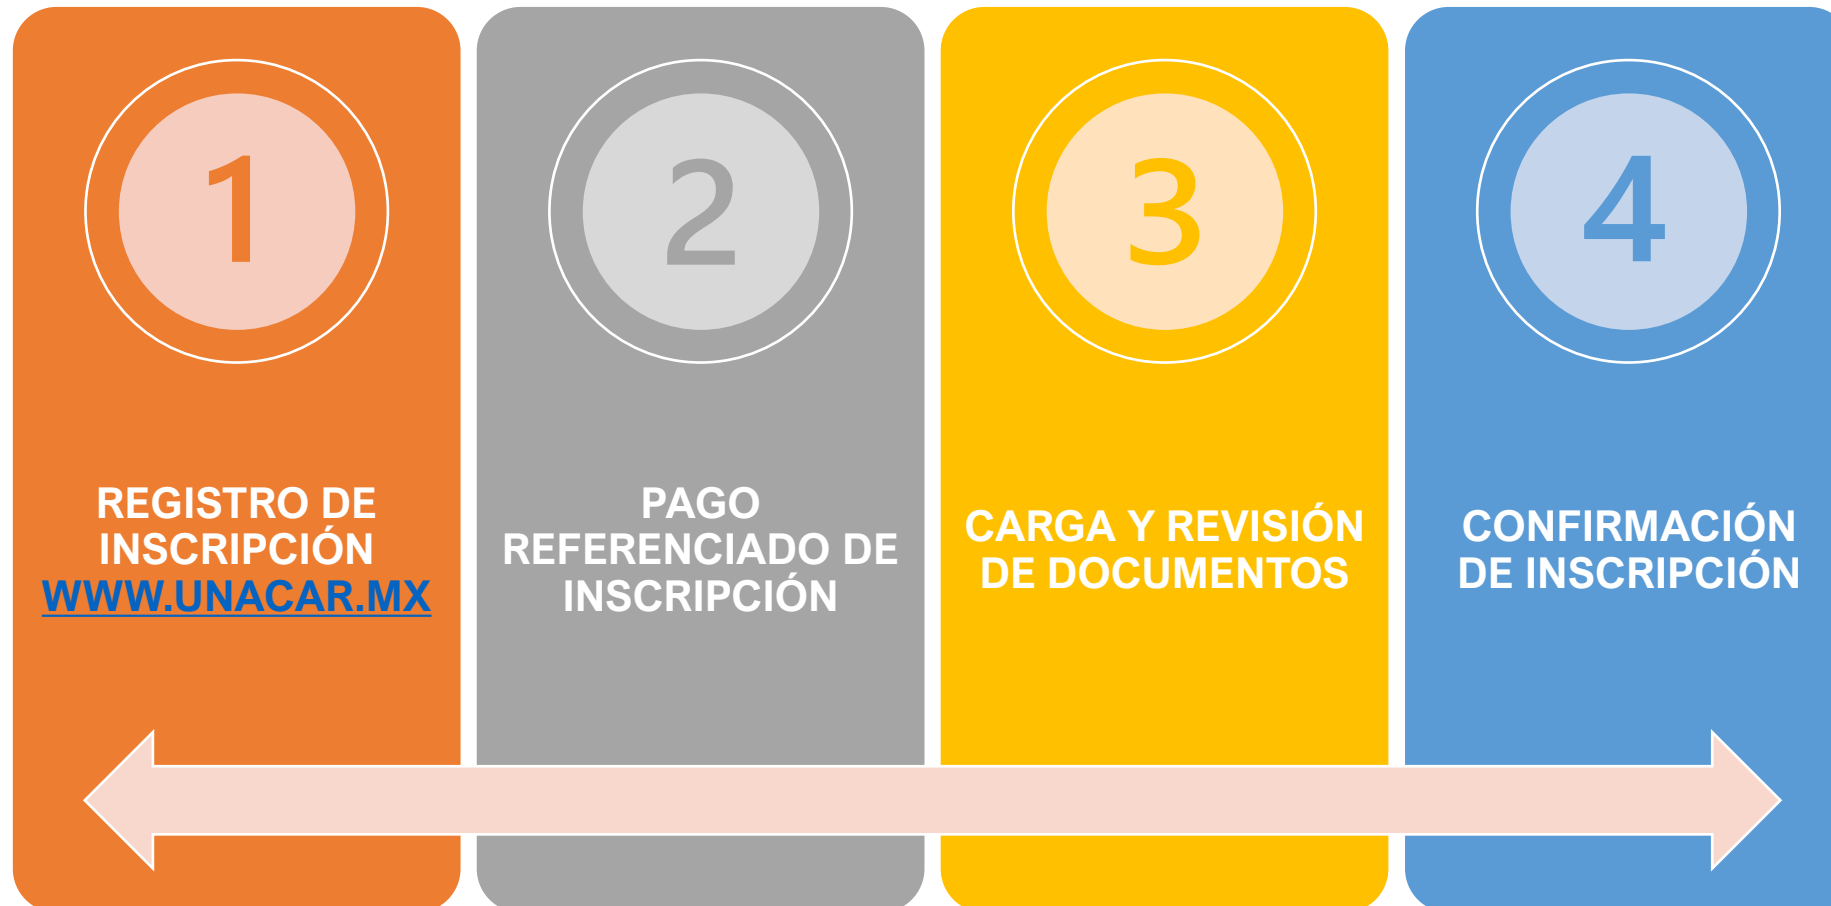 1
REGISTRO DE
INSCRIPCIÓN
WWW.UNACAR.MX
2
PAGO
REFERENCIADO DE
INSCRIPCIÓN
3
CARGA Y REVISIÓN
DE DOCUMENTOS
4
CONFIRMACIÓN
DE INSCRIPCIÓN